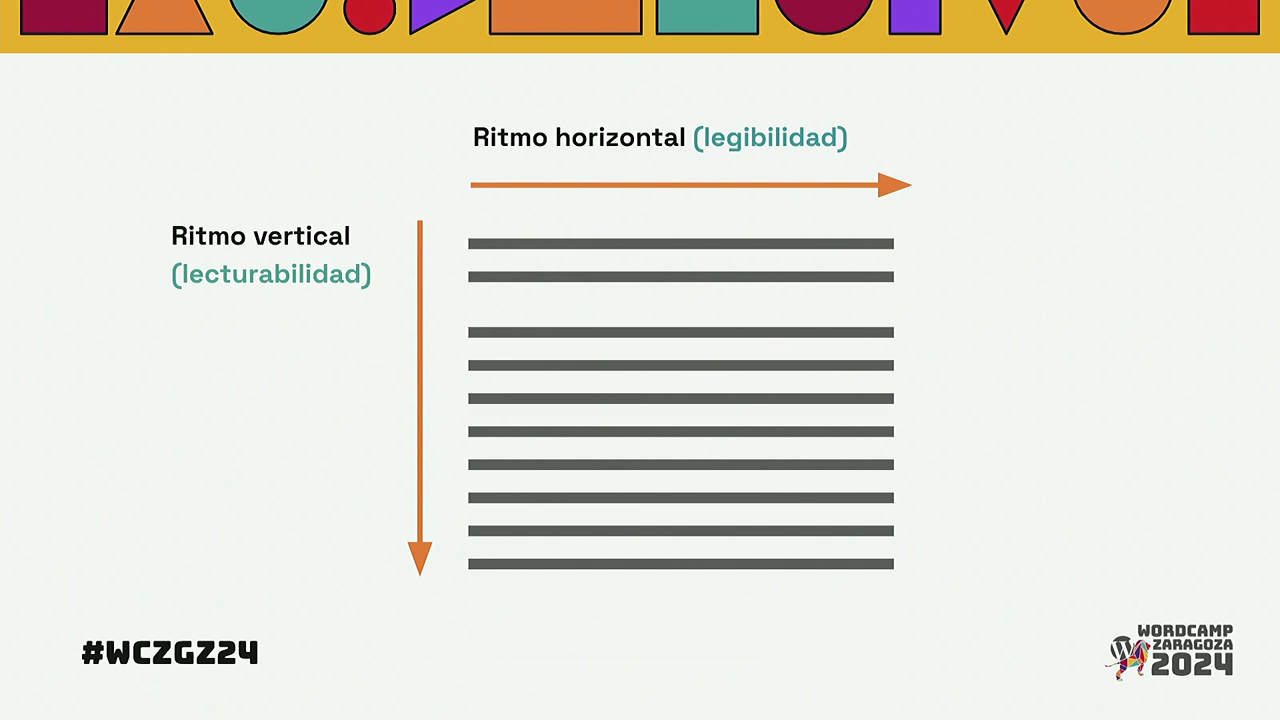 Ritmo horizontal (legibilidad)
Ritmo vertical
(lecturabilidad)
#WCZGZ24
WORDCAMP
ZARAGOZA
2024